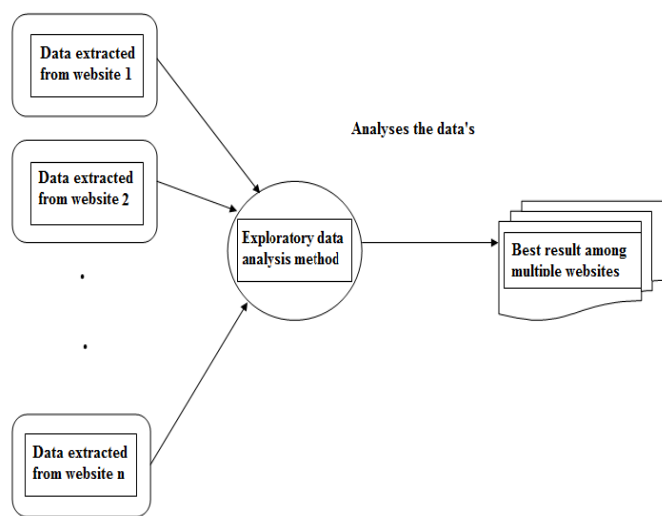 Data extracted
from website 1
Analyses the data's
Data extracted
from website 2
Exploratory data
analysis method
Best result among
multiple websites
Data extracted
from website n